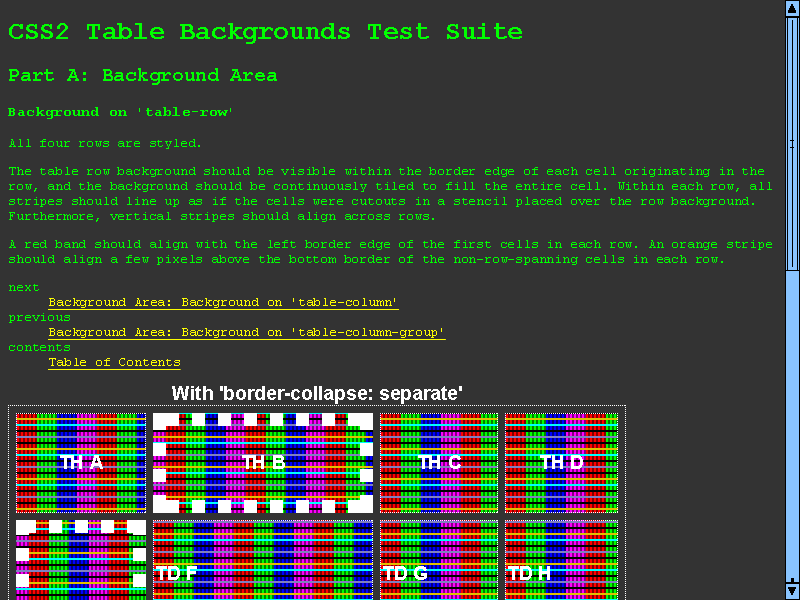 CSS2 Table Backgrounds Test Suite
Part A: Background Area
Background on 'table-row'
All four rows are styled.
The table row background should be visible within the border edge of each cell originating in the
row, and the background should be continuously tiled to fill the entire cell. Within each row, all
stripes should line up as if the cells were cutouts in a stencil placed over the row background.
Furthermore, vertical stripes should align across rows.
A red band should align with the left border edge of the first cells in each row. An orange stripe
should align a few pixels above the bottom border of the non-row-spanning cells in each row.
next
Background Area: Background on 'table-column'
previous
Background Area: Background on 'table-column-group'
contents
Table of Contents
With 'border-collapse: separate'
TH A TH B TH C TH D
TD F TD G TD H